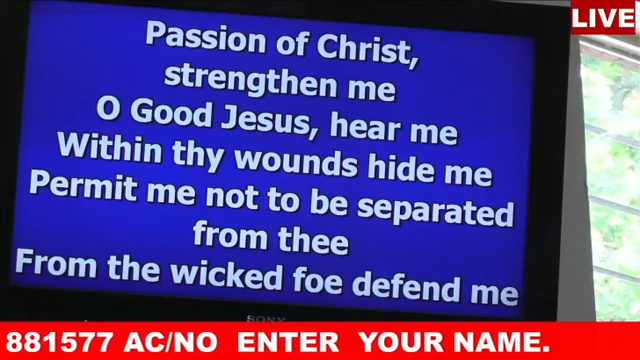 LIVE
Passion of Christ,
strengthen me
O Good Jesus, hear me
Within thy wounds hide me
Permit me not to be separated
from thee
From the wicked foe defend me
SONY
881577 AC/NO ENTER YOUR NAME.